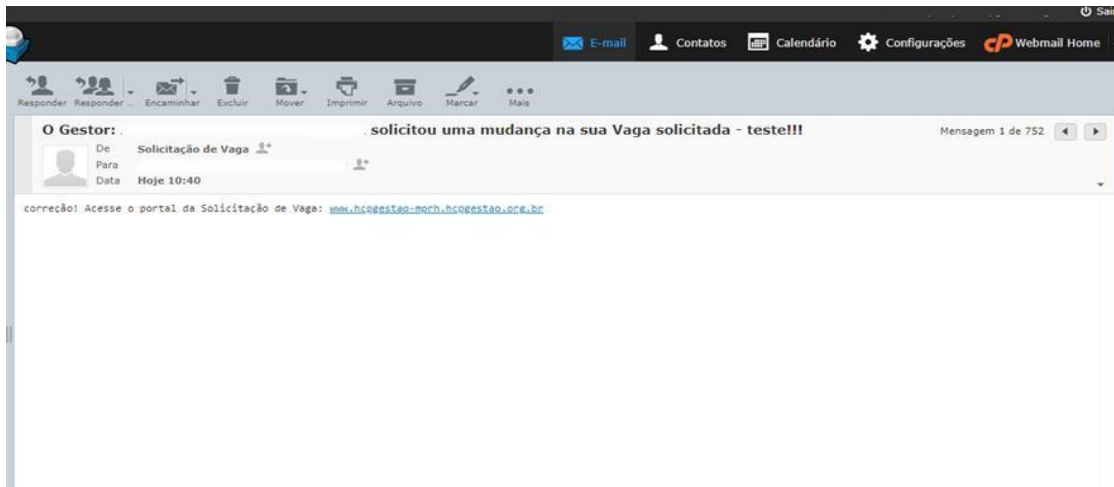 Sair
E-mail Contatos Calendário Configurações cP Webmail Home
Responder Responder ... Encaminhar Excluir Mover Imprimir Arquivo Marcar Mais
O Gestor: . solicitou uma mudança na sua Vaga solicitada - teste!!! Mensagem 1 de 752
De Solicitação de Vaga
Para
Data Hoje 10:40
correção! Acesse o portal da Solicitação de Vaga: www.hcpgestao-mprh.hcpgestao.org.br